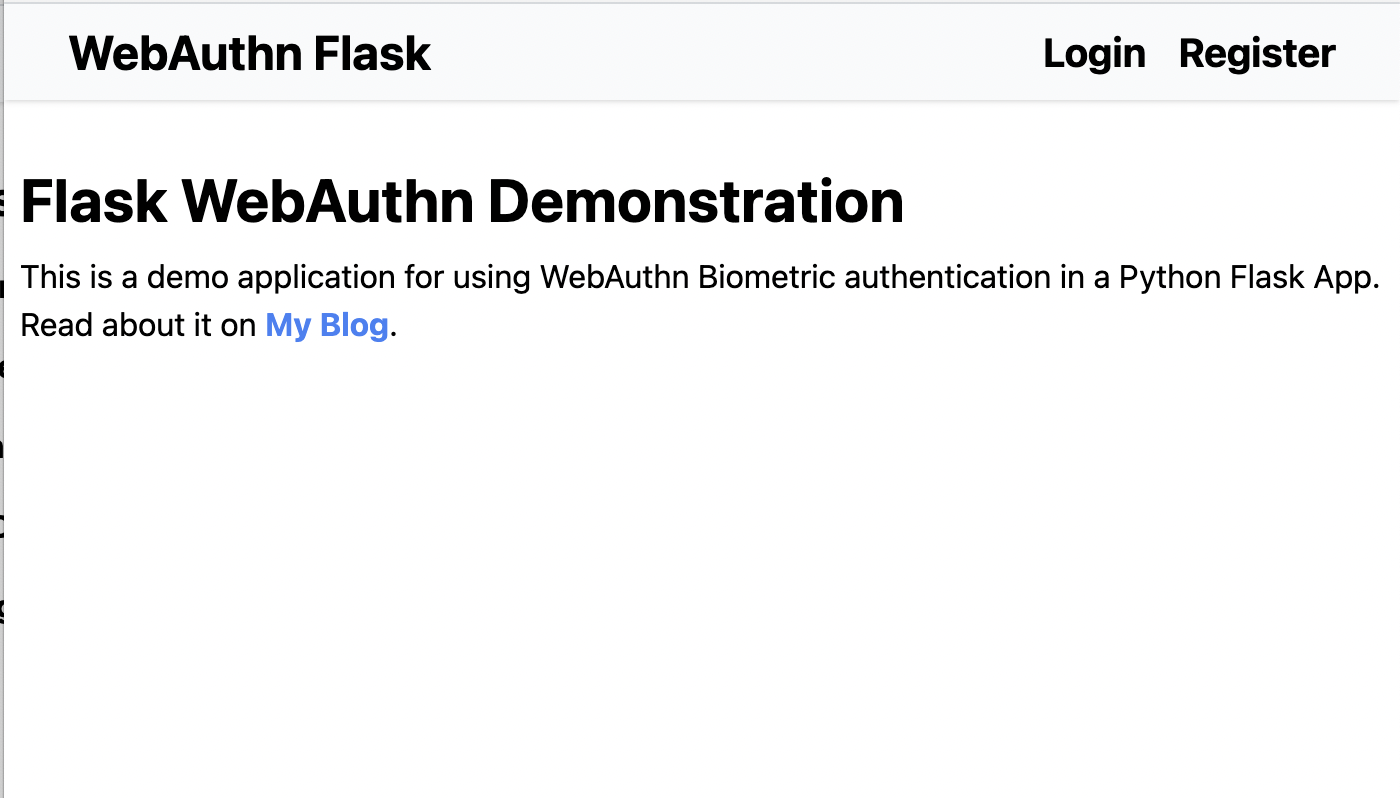 WebAuthn Flask
Login Register
Flask WebAuthn Demonstration
This is a demo application for using WebAuthn Biometric authentication in a Python Flask App.
Read about it on My Blog.